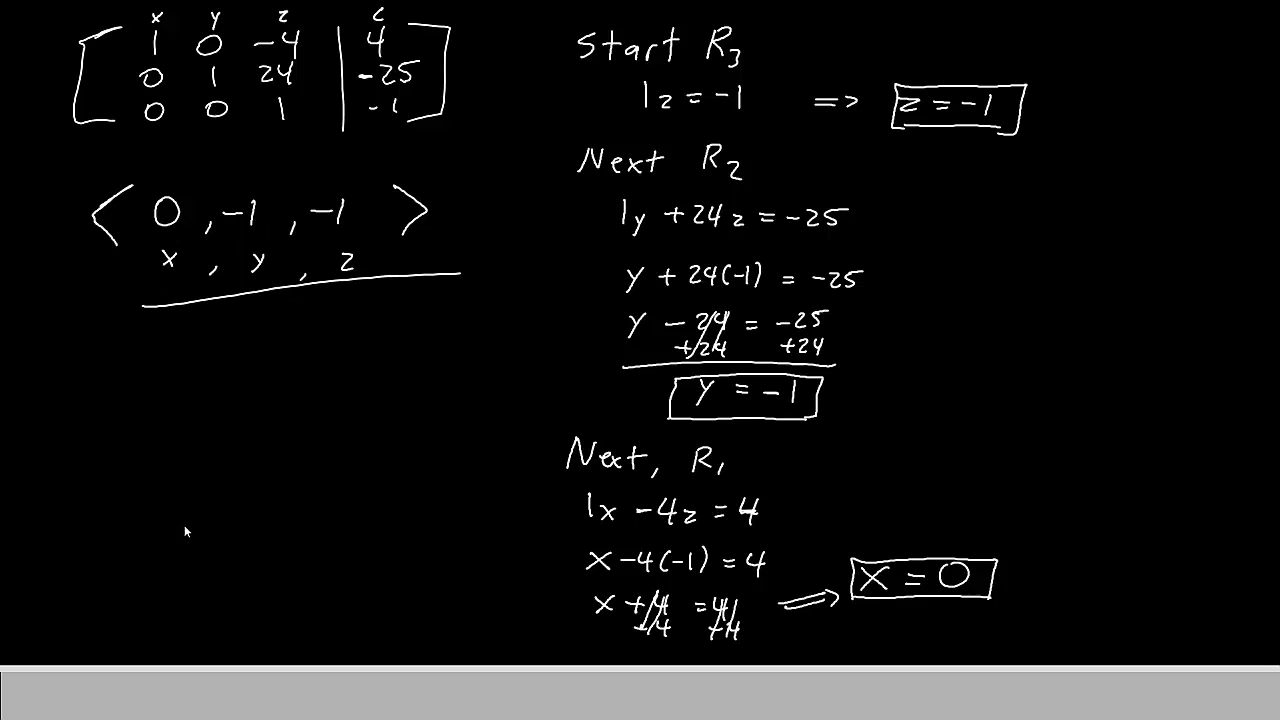 x y z c
1 0 -4 | 4
0 1 24 | -25
0 0 1 | -1
< 0, -1, -1 >
x, y, z
Start R3
1z = -1 => z = -1
Next R2
1y + 24z = -25
y + 24(-1) = -25
y - 24 = -25
+24 +24
y = -1
Next, R1
1x - 4z = 4
x - 4(-1) = 4
x + 4 = 4 => x = 0
-4 -4